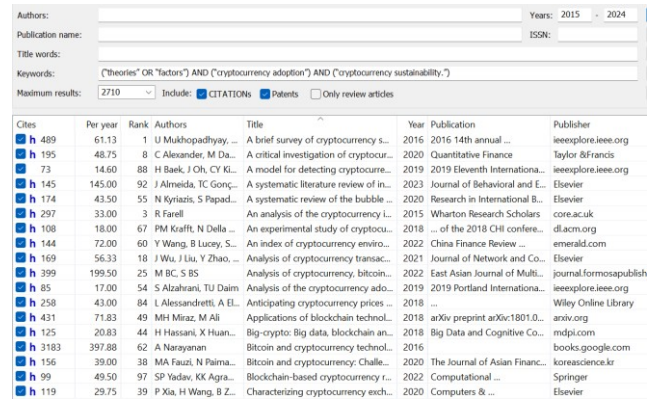 Authors: Years: 2015 - 2024
Publication name: ISSN:
Title words:
Keywords: ("theories" OR "factors") AND ("cryptocurrency adoption") AND ("cryptocurrency sustainability.")
Maximum results: 2710 Include: CITATIONs Patents Only review articles
Cites Per year Rank Authors Title Year Publication Publisher
h 489 61.13 1 U Mukhopadhyay, ... A brief survey of cryptocurrency s... 2016 2016 14th annual ... ieeexplore.ieee.org
h 195 48.75 8 C Alexander, M Da... A critical investigation of cryptocur... 2020 Quantitative Finance Taylor &Francis
73 14.60 88 H Baek, J Oh, CY Ki... A model for detecting cryptocurre... 2019 2019 Eleventh Internationa... ieeexplore.ieee.org
h 145 145.00 92 J Almeida, TC Gonç... A systematic literature review of in... 2023 Journal of Behavioral and E... Elsevier
h 174 43.50 55 N Kyriazis, S Papad... A systematic review of the bubble ... 2020 Research in International B... Elsevier
h 297 33.00 3 R Farell An analysis of the cryptocurrency i... 2015 Wharton Research Scholars core.ac.uk
h 108 18.00 67 PM Krafft, N Della ... An experimental study of cryptocu... 2018 ... of the 2018 CHI confere... dl.acm.org
h 144 72.00 60 Y Wang, B Lucey, S... An index of cryptocurrency enviro... 2022 China Finance Review ... emerald.com
h 169 56.33 18 J Wu, J Liu, Y Zhao, ... Analysis of cryptocurrency transac... 2021 Journal of Network and Co... Elsevier
h 399 199.50 25 M BC, S BS Analysis of cryptocurrency, bitcoin... 2022 East Asian Journal of Multi... journal.formosapublish
h 85 17.00 54 S Alzahrani, TU Daim Analysis of the cryptocurrency ado... 2019 2019 Portland Internationa... ieeexplore.ieee.org
h 258 43.00 84 L Alessandretti, A El... Anticipating cryptocurrency prices ... 2018 ... Wiley Online Library
h 431 71.83 49 MH Miraz, M Ali Applications of blockchain technol... 2018 arXiv preprint arXiv:1801.0... arxiv.org
h 125 20.83 44 H Hassani, X Huan... Big-crypto: Big data, blockchain an... 2018 Big Data and Cognitive Co... mdpi.com
h 3183 397.88 62 A Narayanan Bitcoin and cryptocurrency technol... 2016 books.google.com
h 156 39.00 38 MA Fauzi, N Paima... Bitcoin and cryptocurrency: Challe... 2020 The Journal of Asian Financ... koreascience.kr
h 99 49.50 97 SP Yadav, KK Agra... Blockchain-based cryptocurrency r... 2022 Computational ... Springer
h 119 29.75 39 P Xia, H Wang, B Z... Characterizing cryptocurrency exch... 2020 Computers & ... Elsevier